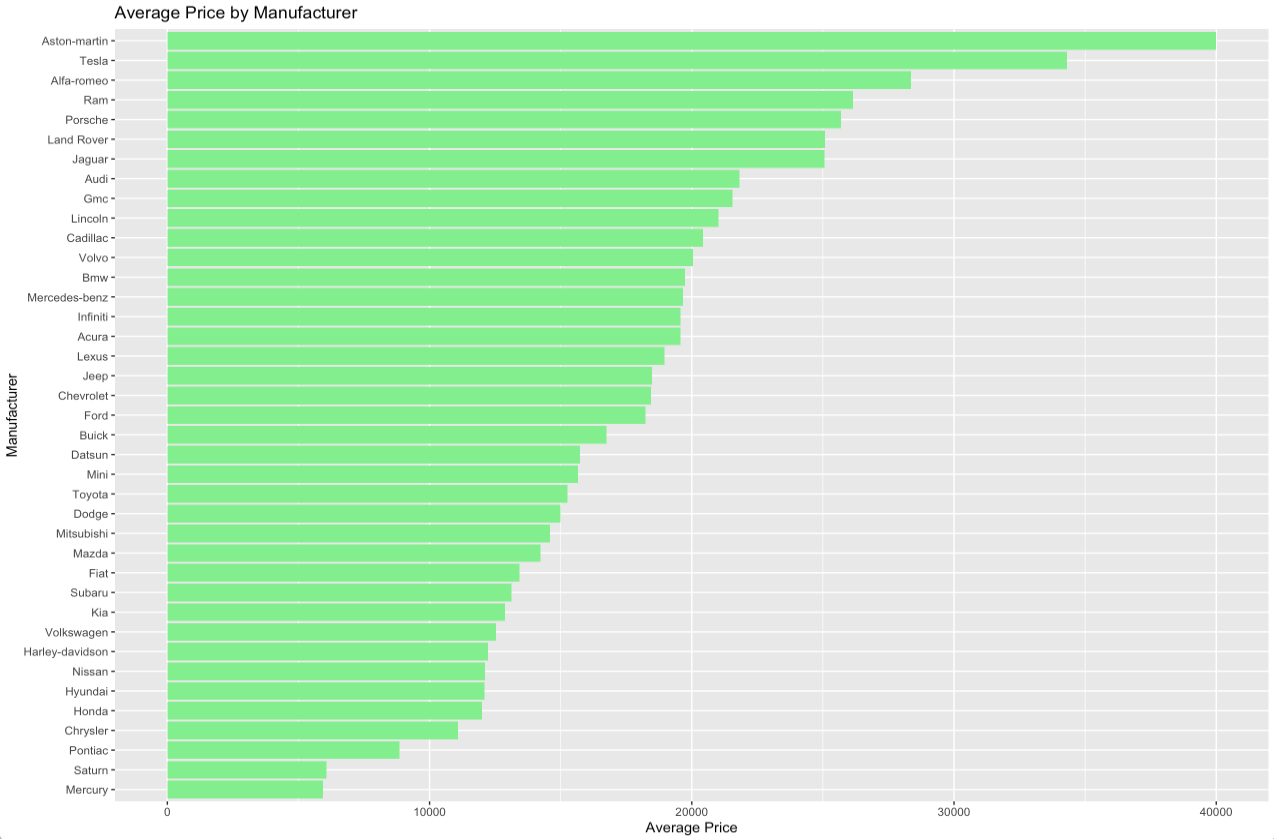 Average Price by Manufacturer
Manufacturer
Aston-martin
Tesla
Alfa-romeo
Ram
Porsche
Land Rover
Jaguar
Audi
Gmc
Lincoln
Cadillac
Volvo
Bmw
Mercedes-benz
Infiniti
Acura
Lexus
Jeep
Chevrolet
Ford
Buick
Datsun
Mini
Toyota
Dodge
Mitsubishi
Mazda
Fiat
Subaru
Kia
Volkswagen
Harley-davidson
Nissan
Hyundai
Honda
Chrysler
Pontiac
Saturn
Mercury
0 10000 20000 30000 40000
Average Price